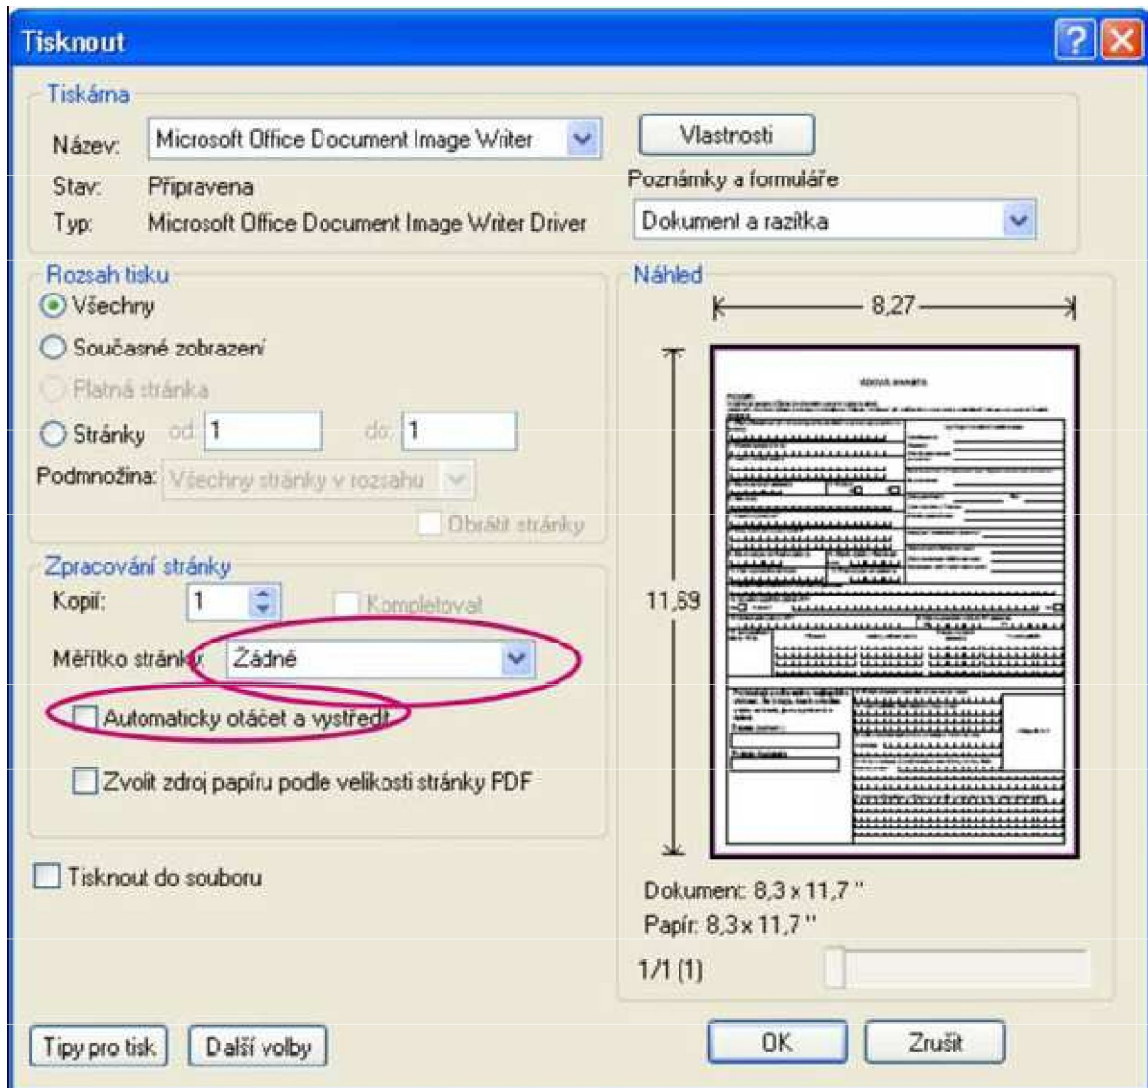 Tisknout
Tiskárna
Název: Microsoft Office Document Image Writer
Vlastnosti
Stav: Připravena
Poznámky a formuláře
Typ: Microsoft Office Document Image Writer Driver
Dokument a razítka
Rozsah tisku
Všechny
Současné zobrazení
Platná stránka
Stránky od: 1 do: 1
Podmnožina: Všechny stránky v rozsahu
Obrátit stránky
Zpracování stránky
Kopií: 1 Kompletovat
Měřítko stránky: Žádné
Automaticky otáčet a vystředit
Zvolit zdroj papíru podle velikosti stránky PDF
Tisknout do souboru
Náhled
8,27
11,69
Dokument: 8,3 x 11,7 "
Papír: 8,3 x 11,7 "
1/1 (1)
Tipy pro tisk
Další volby
OK
Zrušit